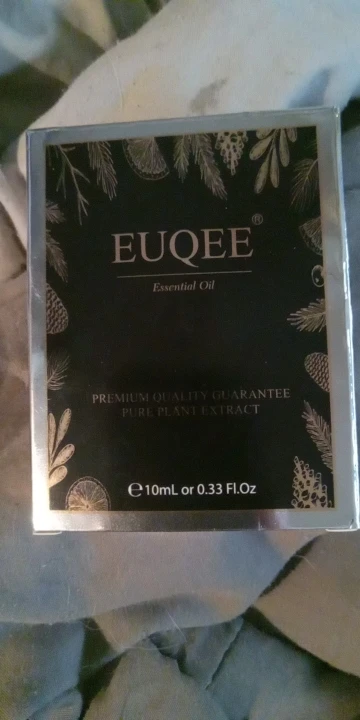 EUQEE®
Essential Oil
PREMIUM QUALITY GUARANTEE
PURE PLANT EXTRACT
℮10mL or 0.33 Fl.Oz